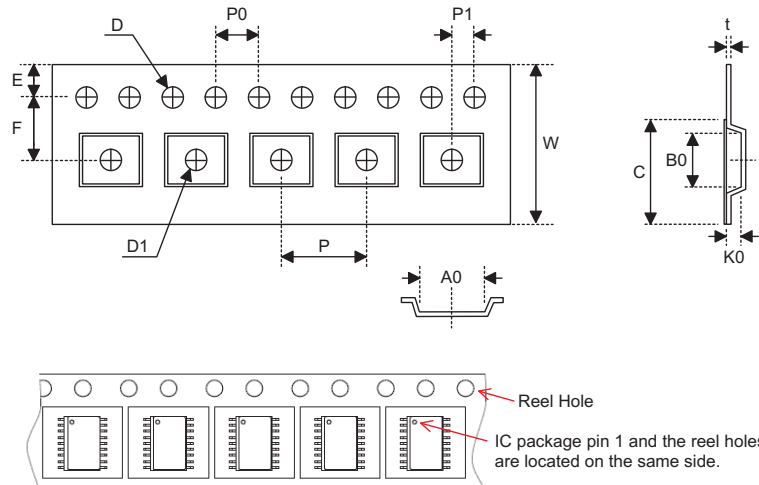 P0
P1
D
t
E
F
W
C
B0
D1
P
K0
A0
Reel Hole
IC package pin 1 and the reel holes
are located on the same side.